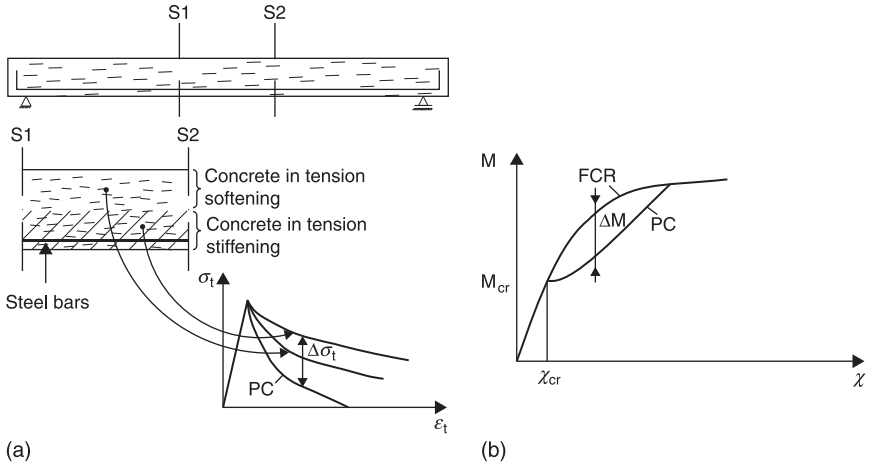 S1 S2
S1 S2
Concrete in tension
softening
Concrete in tension
stiffening
Steel bars
σt
Δσt
PC
εt
(a)
M
FCR
ΔM
PC
Mcr
χcr
χ
(b)